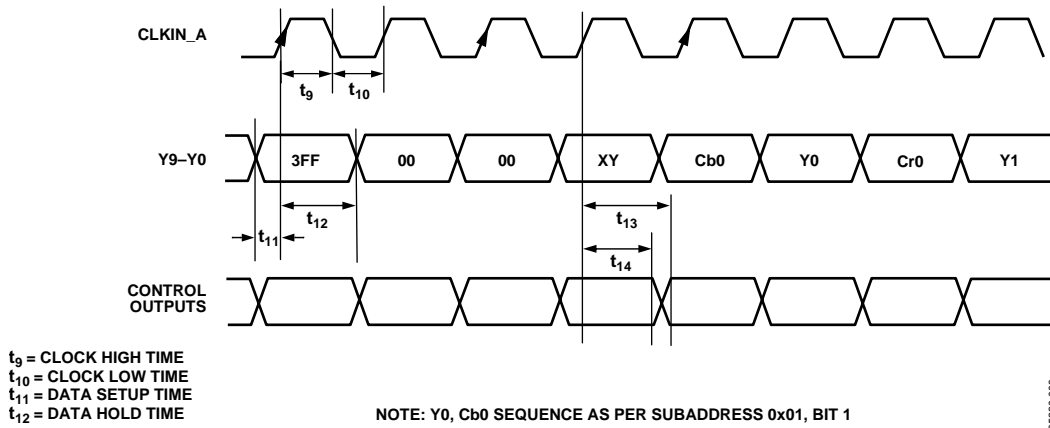 CLKIN_A
t9 t10
Y9–Y0 3FF 00 00 XY Cb0 Y0 Cr0 Y1
t11 t12 t13
t14
CONTROL
OUTPUTS
t9 = CLOCK HIGH TIME
t10 = CLOCK LOW TIME
t11 = DATA SETUP TIME
t12 = DATA HOLD TIME
NOTE: Y0, Cb0 SEQUENCE AS PER SUBADDRESS 0x01, BIT 1